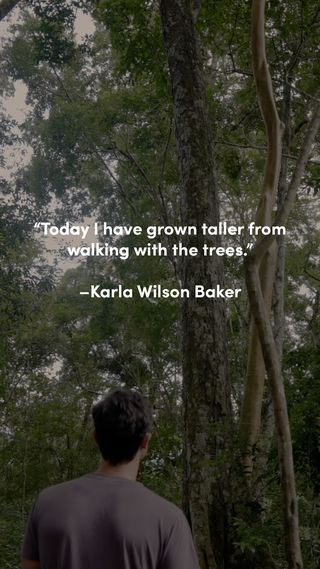 “Today I have grown taller from
walking with the trees.”
–Karla Wilson Baker